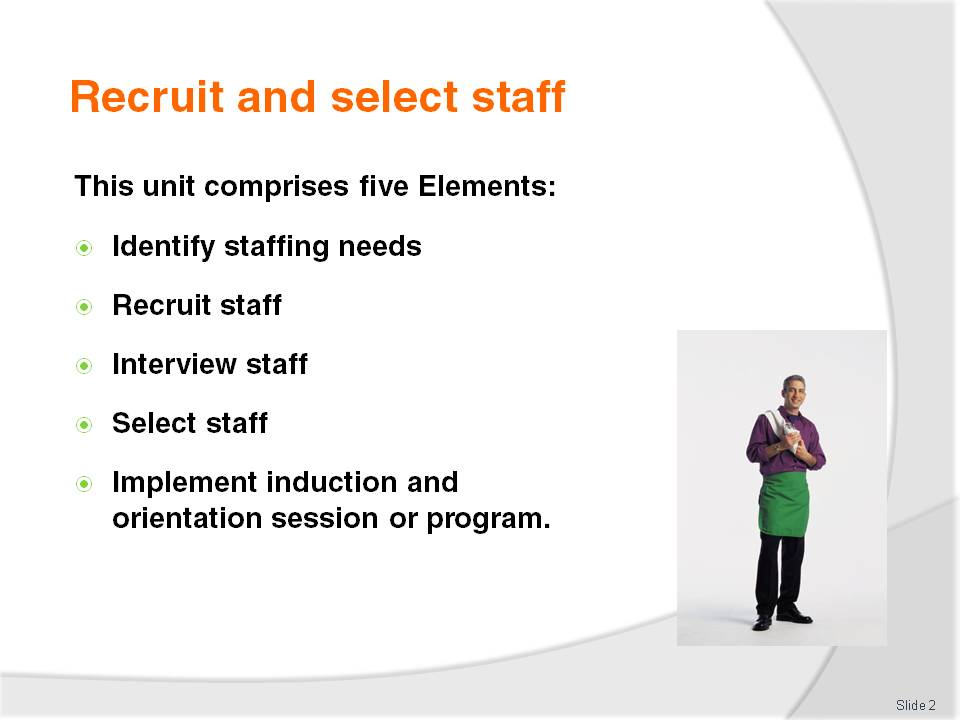 Recruit and select staff
This unit comprises five Elements:
Identify staffing needs
Recruit staff
Interview staff
Select staff
Implement induction and
orientation session or program.
Slide 2